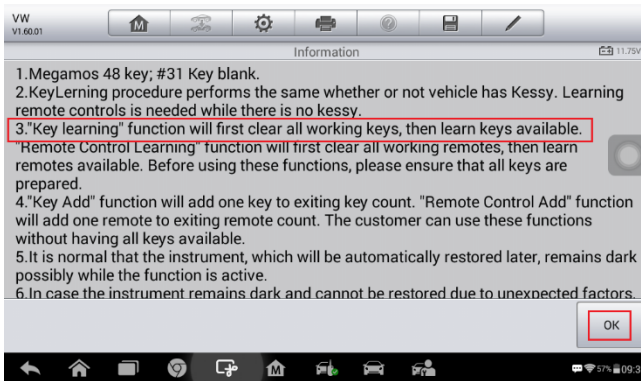 VW
V1.60.01
Information
11.75V
1.Megamos 48 key; #31 Key blank.
2.KeyLerning procedure performs the same whether or not vehicle has Kessy. Learning
remote controls is needed while there is no kessy.
3."Key learning" function will first clear all working keys, then learn keys available.
"Remote Control Learning" function will first clear all working remotes, then learn
remotes available. Before using these functions, please ensure that all keys are
prepared.
4."Key Add" function will add one key to exiting key count. "Remote Control Add" function
will add one remote to exiting remote count. The customer can use these functions
without having all keys available.
5.It is normal that the instrument, which will be automatically restored later, remains dark
possibly while the function is active.
6.In case the instrument remains dark and cannot be restored due to unexpected factors,
OK
57%